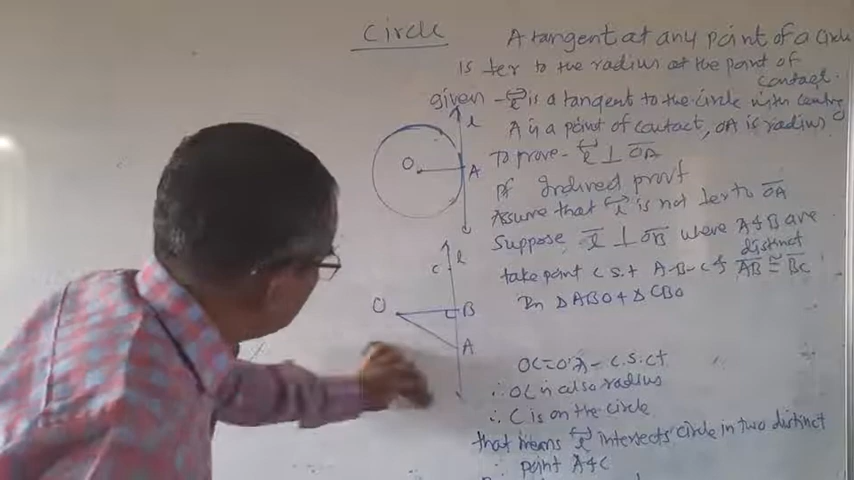 Circle
A tangent at any point of a circle
is ter to the radius at the point of
contact.
given - l is a tangent to the circle with centre O
A is a point of contact, OA is radius
To prove - l ⊥ OA
Pf Indired proof
Assume that l is not ter to OA
Suppose l ⊥ OB where A & B are
distinct
take point C s.t A-B-C & AB ≅ BC
In Δ ABO & Δ CBO
OC = OA - C.S.C.T
∴ OC is also radius
∴ C is on the circle
that means l intersects circle in two distinct
∴ point A & C
l
O
A
l
C
O
B
A